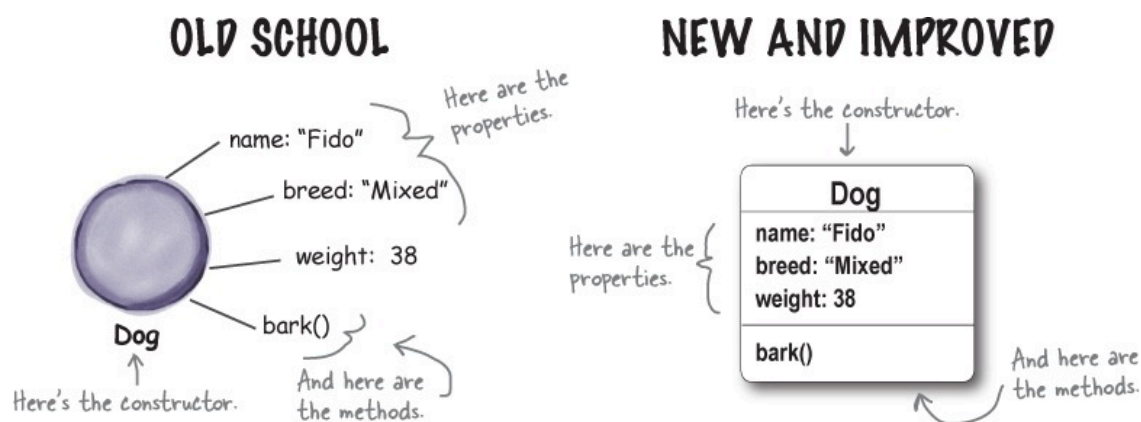 OLD SCHOOL
Here are the
properties.
name: “Fido”
breed: “Mixed”
weight: 38
bark()
Dog
Here's the constructor.
And here are
the methods.
NEW AND IMPROVED
Here's the constructor.
Dog
Here are the
properties.
name: “Fido”
breed: “Mixed”
weight: 38
bark()
And here are
the methods.